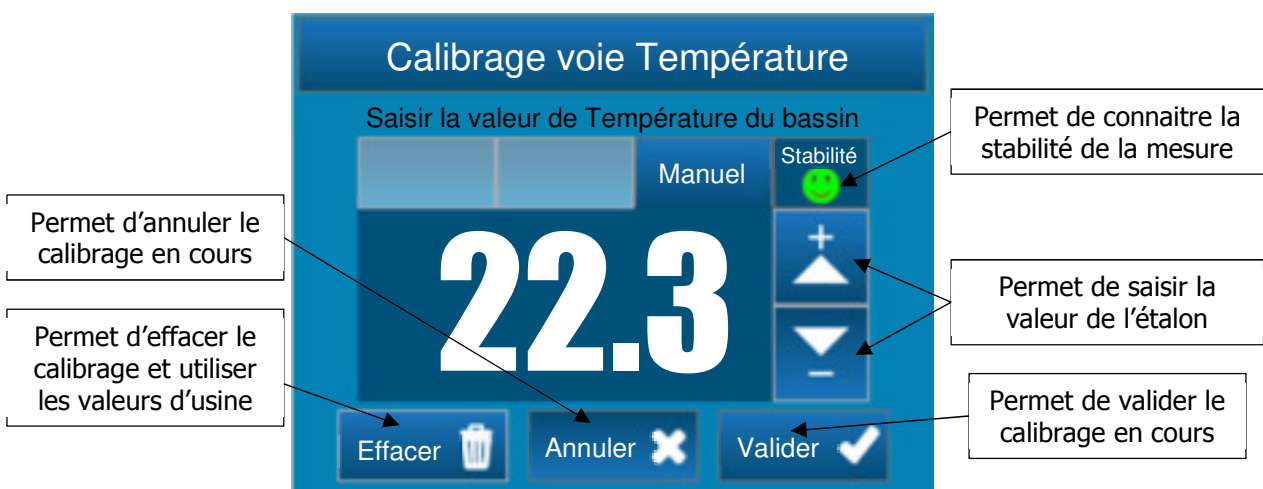 Calibrage voie Température
Saisir la valeur de Température du bassin
Manuel
Stabilité
22.3
+
−
Effacer
Annuler
Valider
Permet d’annuler le
calibrage en cours
Permet d’effacer le
calibrage et utiliser
les valeurs d’usine
Permet de connaitre la
stabilité de la mesure
Permet de saisir la
valeur de l’étalon
Permet de valider le
calibrage en cours